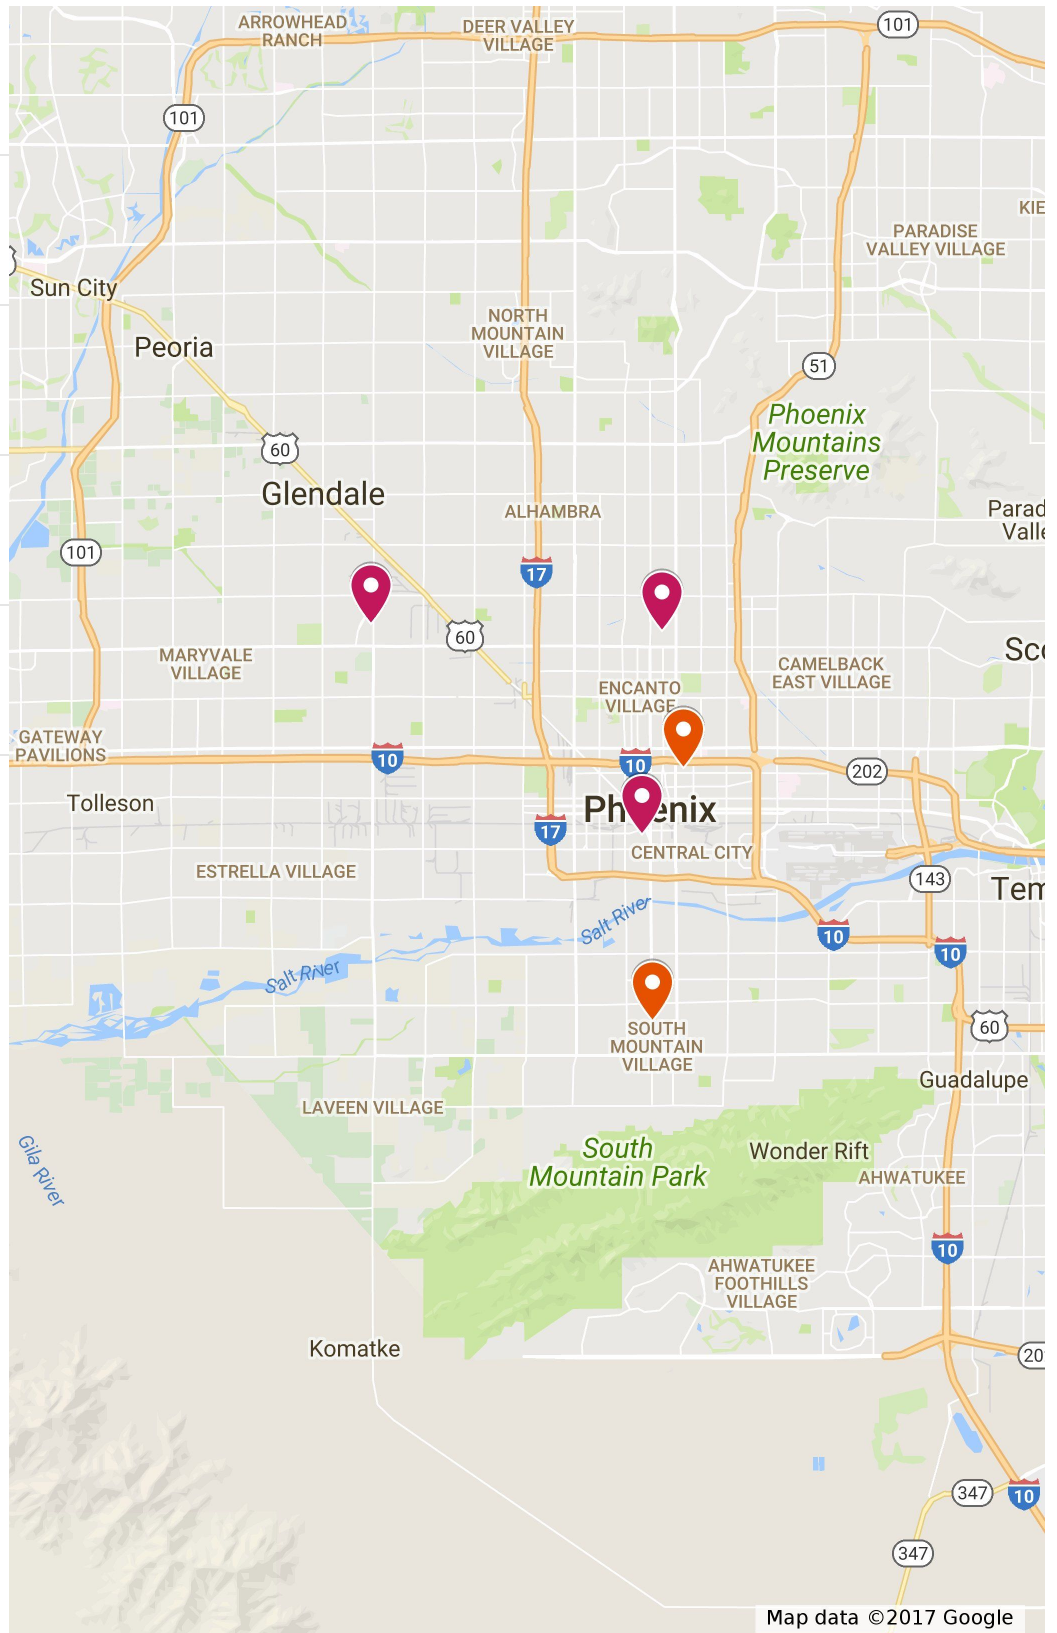 ARROWHEAD
RANCH
DEER VALLEY
VILLAGE
101
101
KIE
PARADISE
VALLEY VILLAGE
Sun City
NORTH
MOUNTAIN
VILLAGE
Peoria
51
Phoenix
Mountains
Preserve
60
Glendale
ALHAMBRA
Parad
Valle
101
17
60
MARYVALE
VILLAGE
Sco
CAMELBACK
EAST VILLAGE
ENCANTO
VILLAGE
GATEWAY
PAVILIONS
10
10
202
Tolleson
Ph enix
17
CENTRAL CITY
ESTRELLA VILLAGE
143
Tem
Salt River
10
10
Salt River
60
SOUTH
MOUNTAIN
VILLAGE
Guadalupe
LAVEEN VILLAGE
South
Mountain Park
Wonder Rift
Gila River
AHWATUKEE
10
AHWATUKEE
FOOTHILLS
VILLAGE
Komatke
20
347
10
347
Map data ©2017 Google